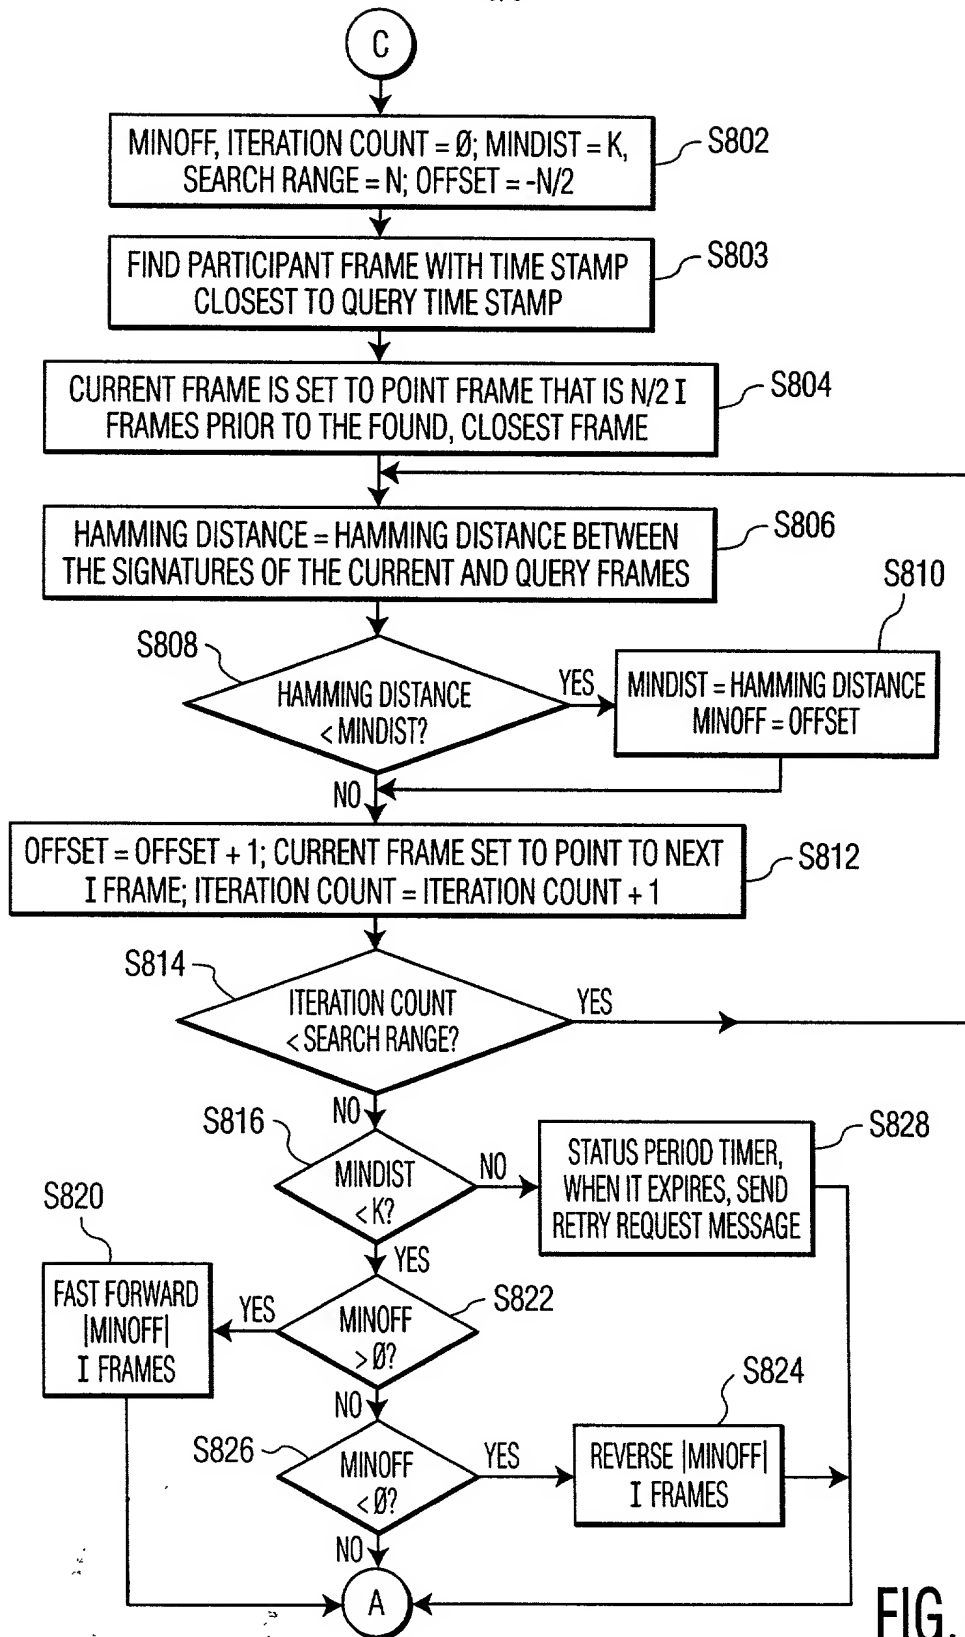 C
MINOFF, ITERATION COUNT = Ø; MINDIST = K,
SEARCH RANGE = N; OFFSET = -N/2
S802
FIND PARTICIPANT FRAME WITH TIME STAMP
CLOSEST TO QUERY TIME STAMP
S803
CURRENT FRAME IS SET TO POINT FRAME THAT IS N/2 I
FRAMES PRIOR TO THE FOUND, CLOSEST FRAME
S804
HAMMING DISTANCE = HAMMING DISTANCE BETWEEN
THE SIGNATURES OF THE CURRENT AND QUERY FRAMES
S806
S808
HAMMING DISTANCE
< MINDIST?
YES
NO
S810
MINDIST = HAMMING DISTANCE
MINOFF = OFFSET
OFFSET = OFFSET + 1; CURRENT FRAME SET TO POINT TO NEXT
I FRAME; ITERATION COUNT = ITERATION COUNT + 1
S812
S814
ITERATION COUNT
< SEARCH RANGE?
YES
NO
S816
MINDIST
< K?
NO
YES
STATUS PERIOD TIMER,
WHEN IT EXPIRES, SEND
RETRY REQUEST MESSAGE
S828
S820
FAST FORWARD
|MINOFF|
I FRAMES
YES
MINOFF
> Ø?
S822
NO
S826
MINOFF
< Ø?
YES
NO
S824
REVERSE |MINOFF|
I FRAMES
A
FIG.